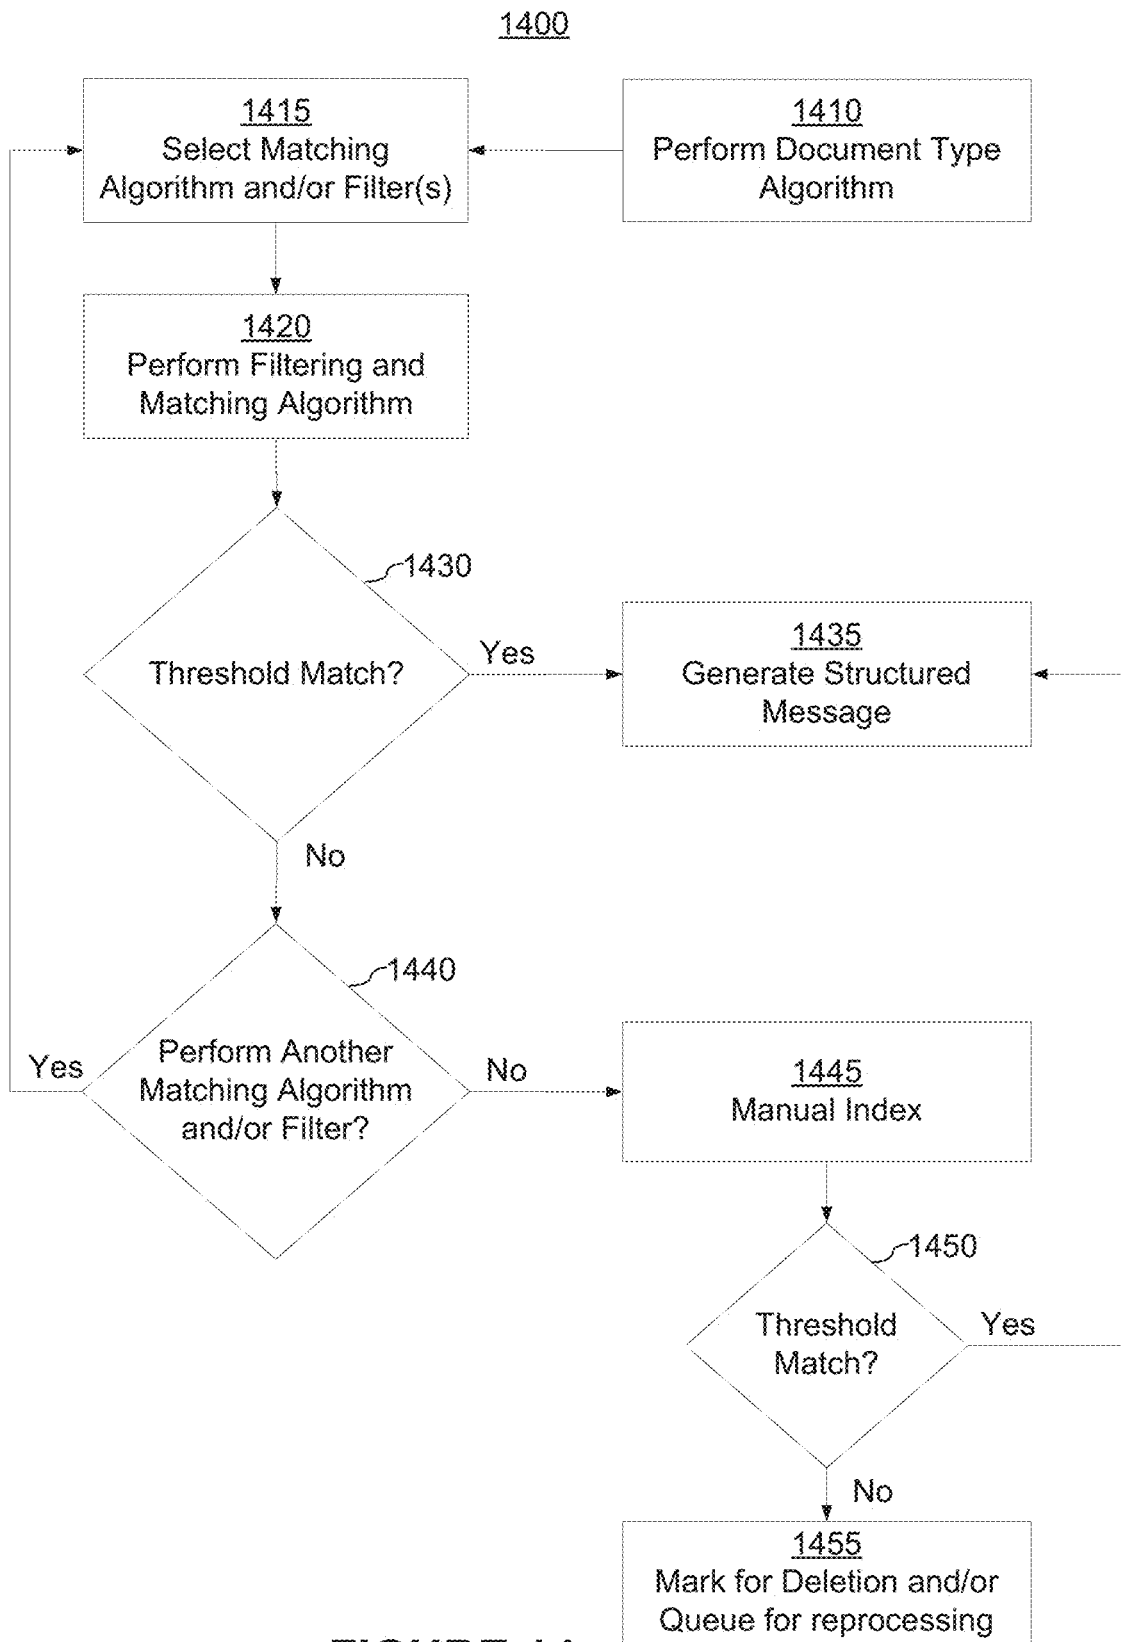 1400
1415
Select Matching
Algorithm and/or Filter(s)
1410
Perform Document Type
Algorithm
1420
Perform Filtering and
Matching Algorithm
1430
Threshold Match?
Yes
1435
Generate Structured
Message
No
1440
Perform Another
Matching Algorithm
and/or Filter?
Yes
No
1445
Manual Index
1450
Threshold
Match?
Yes
No
1455
Mark for Deletion and/or
Queue for reprocessing